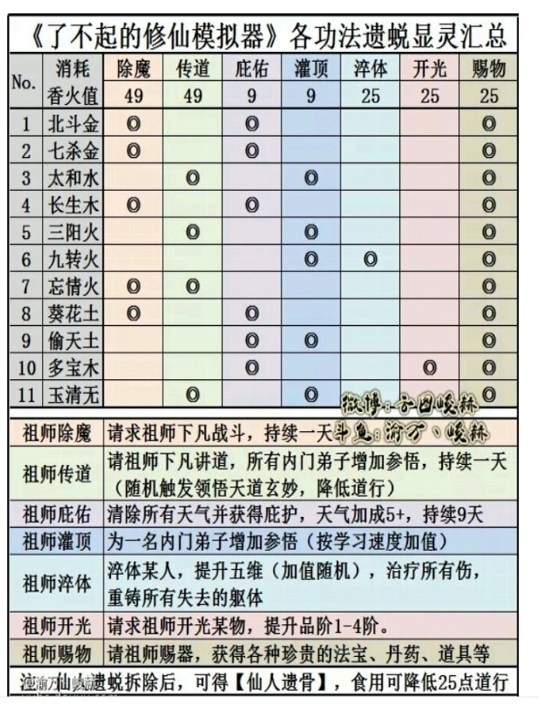 《了不起的修仙模拟器》各功法遗蜕显灵汇总
No. 消耗香火值 除魔 传道 庇佑 灌顶 淬体 开光 赐物
49 49 9 9 25 25 25
1 北斗金 ◎ ◎ ◎
2 七杀金 ◎ ◎ ◎
3 太和水 ◎ ◎ ◎
4 长生木 ◎ ◎ ◎
5 三阳火 ◎ ◎ ◎
6 九转火 ◎ ◎ ◎
7 忘情火 ◎ ◎ ◎
8 葵花土 ◎ ◎ ◎
9 偷天土 ◎ ◎ ◎
10 多宝木 ◎ ◎ ◎
11 玉清无 ◎ ◎ ◎
微博:子田峻赫
斗鱼:渝万丶峻赫
祖师除魔 请求祖师下凡战斗，持续一天
祖师传道 请祖师下凡讲道，所有内门弟子增加参悟，持续一天
（随机触发领悟天道玄妙，降低道行）
祖师庇佑 清除所有天气并获得庇护，天气加成5+，持续9天
祖师灌顶 为一名内门弟子增加参悟（按学习速度加值）
祖师淬体 淬体某人，提升五维（加值随机），治疗所有伤，
重铸所有失去的躯体
祖师开光 请求祖师开光某物，提升品阶1-4阶。
祖师赐物 请祖师赐器，获得各种珍贵的法宝、丹药、道具等
注：仙人遗蜕拆除后，可得【仙人遗骨】，食用可降低25点道行